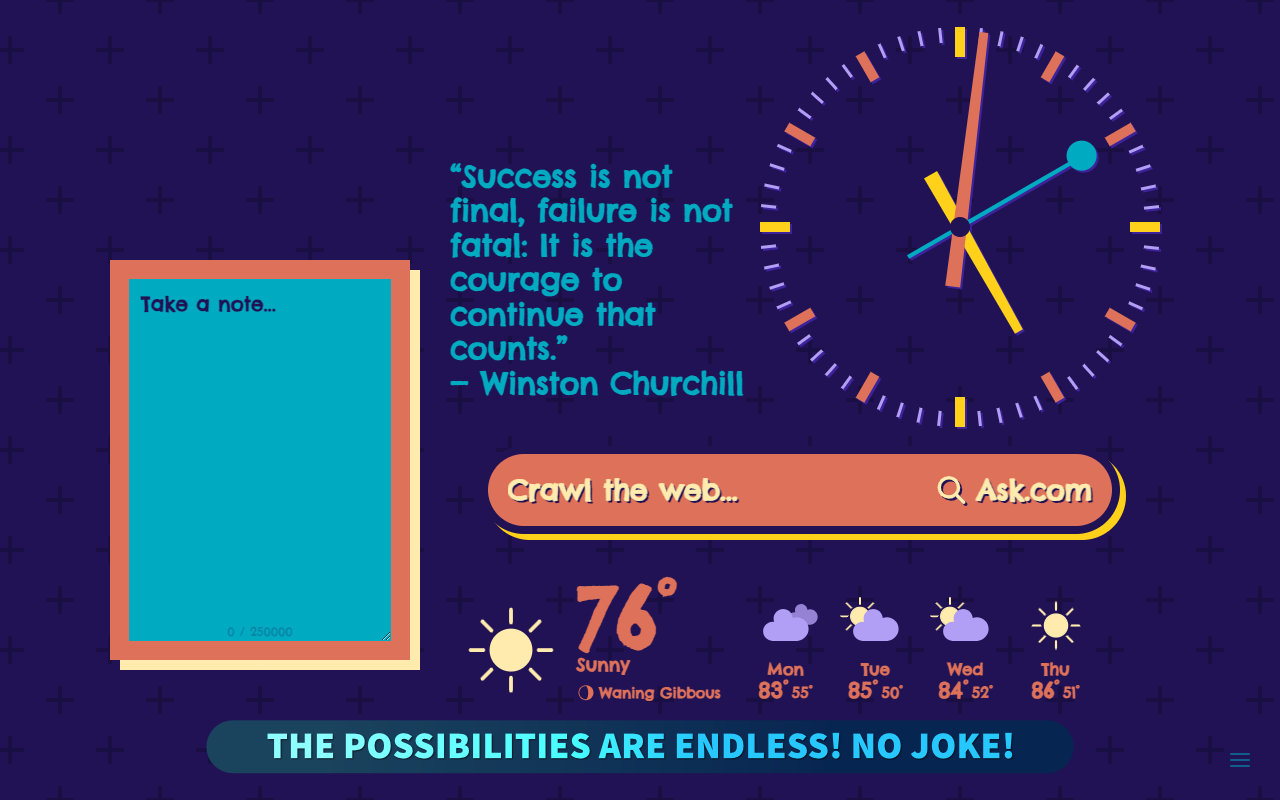 “Success is not
final, failure is not
fatal: It is the
courage to
continue that
counts.”
– Winston Churchill
Take a note...
0 / 250000
Crawl the web... Ask.com
76°
Sunny
Waning Gibbous
Mon
83° 55°
Tue
85° 50°
Wed
84° 52°
Thu
86° 51°
THE POSSIBILITIES ARE ENDLESS! NO JOKE!